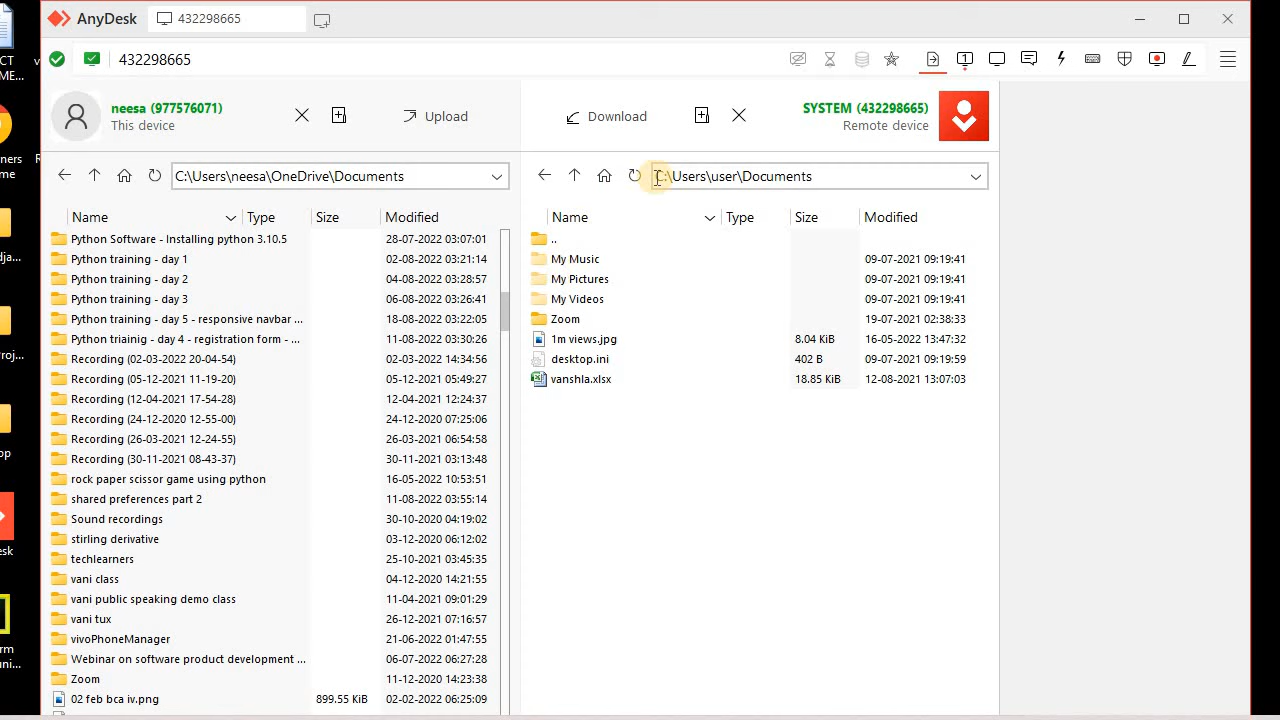 AnyDesk 432298665
432298665
neesa (977576071)
This device
Upload
Download
SYSTEM (432298665)
Remote device
C:\Users\neesa\OneDrive\Documents
C:\Users\user\Documents
Name Type Size Modified
Python Software - Installing python 3.10.5 28-07-2022 03:07:01
Python training - day 1 02-08-2022 03:21:14
Python training - day 2 04-08-2022 03:28:57
Python training - day 3 06-08-2022 03:26:41
Python training - day 5 - responsive navbar ... 18-08-2022 03:22:05
Python trainig - day 4 - registration form - ... 11-08-2022 03:30:26
Recording (02-03-2022 20-04-54) 02-03-2022 14:34:56
Recording (05-12-2021 11-19-20) 05-12-2021 05:49:27
Recording (12-04-2021 17-54-28) 12-04-2021 12:24:37
Recording (24-12-2020 12-55-00) 24-12-2020 07:25:06
Recording (26-03-2021 12-24-55) 26-03-2021 06:54:58
Recording (30-11-2021 08-43-37) 30-11-2021 03:13:48
rock paper scissor game using python 16-05-2022 10:53:51
shared preferences part 2 11-08-2022 03:55:14
Sound recordings 30-10-2020 04:19:02
stirling derivative 03-12-2020 06:12:02
techlearners 25-10-2021 03:45:35
vani class 04-12-2020 14:21:55
vani public speaking demo class 11-04-2021 09:01:29
vani tux 26-12-2021 07:16:57
vivoPhoneManager 21-06-2022 01:47:55
Webinar on software product development ... 06-07-2022 06:27:28
Zoom 11-12-2020 14:23:38
02 feb bca iv.png 899.55 KiB 02-02-2022 06:25:09
Name Type Size Modified
..
My Music 09-07-2021 09:19:41
My Pictures 09-07-2021 09:19:41
My Videos 09-07-2021 09:19:41
Zoom 19-07-2021 02:38:33
1m views.jpg 8.04 KiB 16-05-2022 13:47:32
desktop.ini 402 B 09-07-2021 09:19:59
vanshla.xlsx 18.85 KiB 12-08-2021 13:07:03